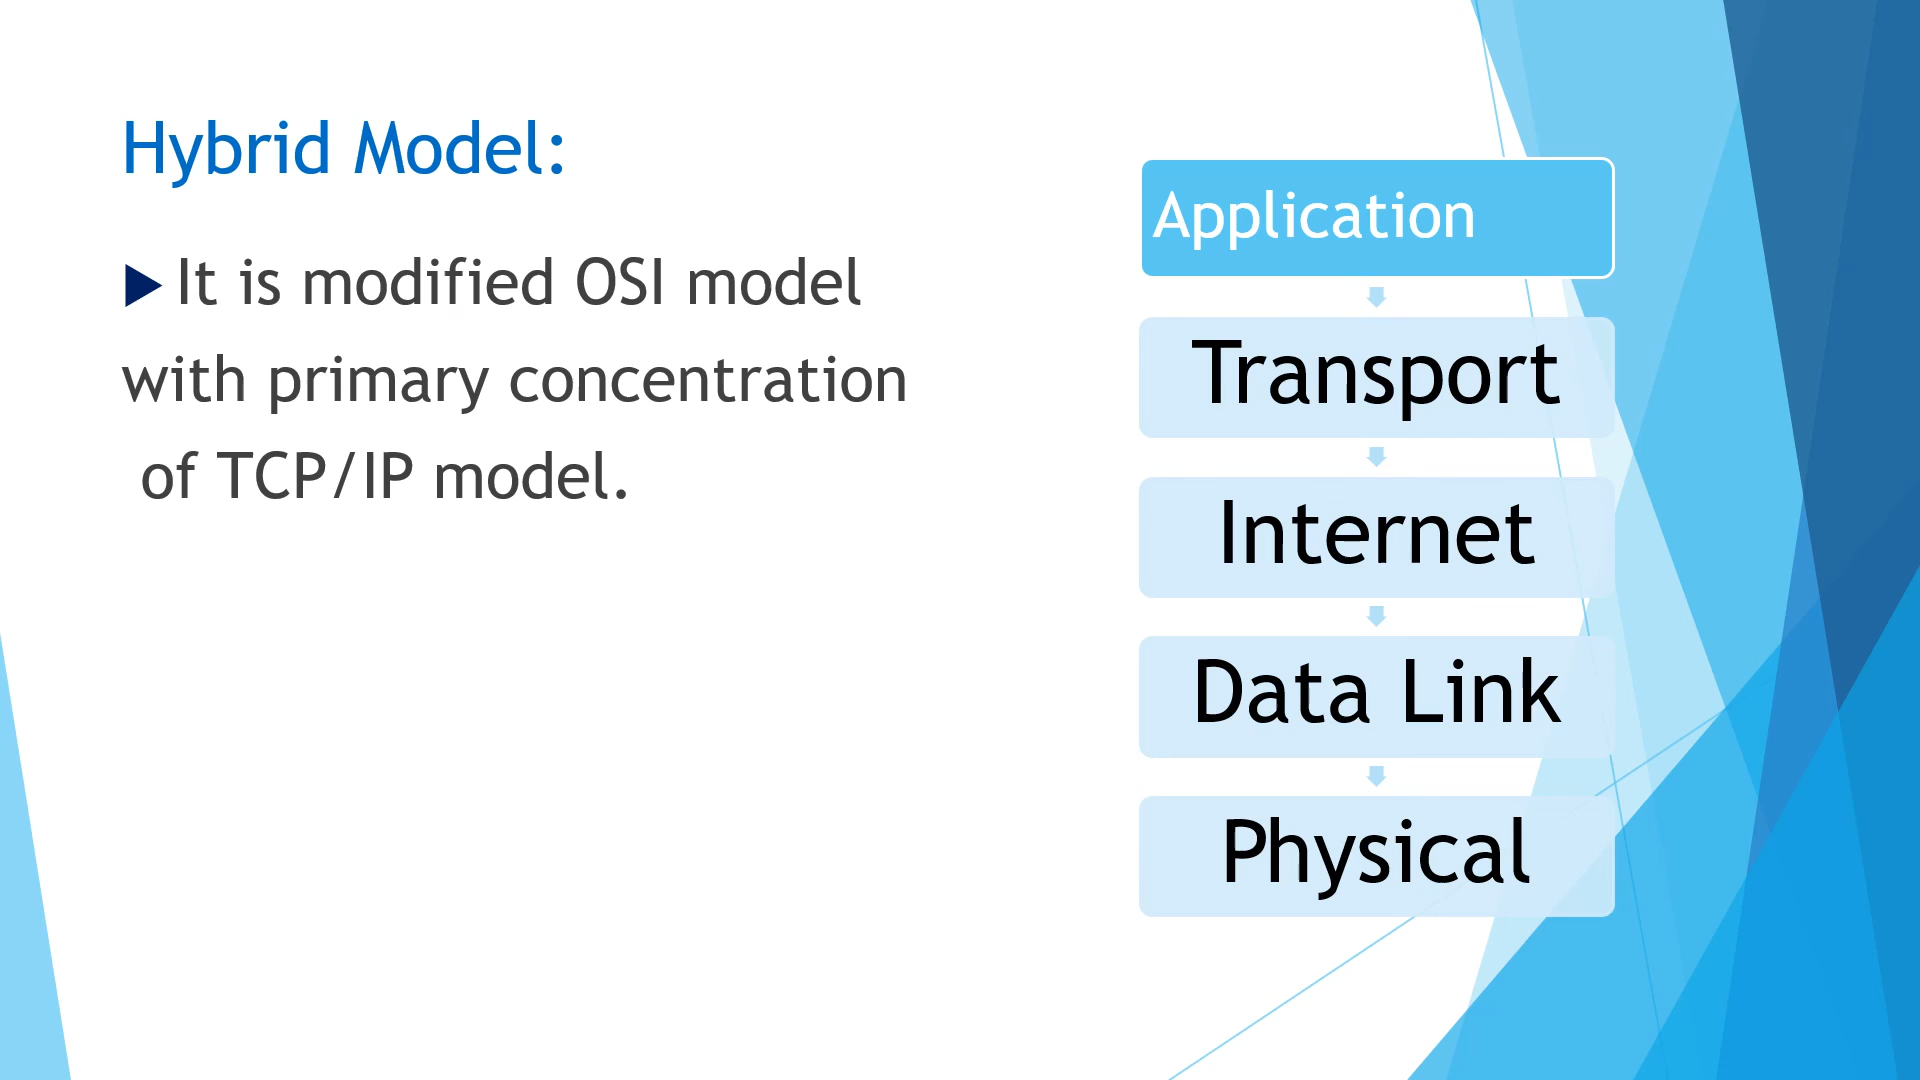 Hybrid Model:
It is modified OSI model
with primary concentration
of TCP/IP model.
Application
Transport
Internet
Data Link
Physical